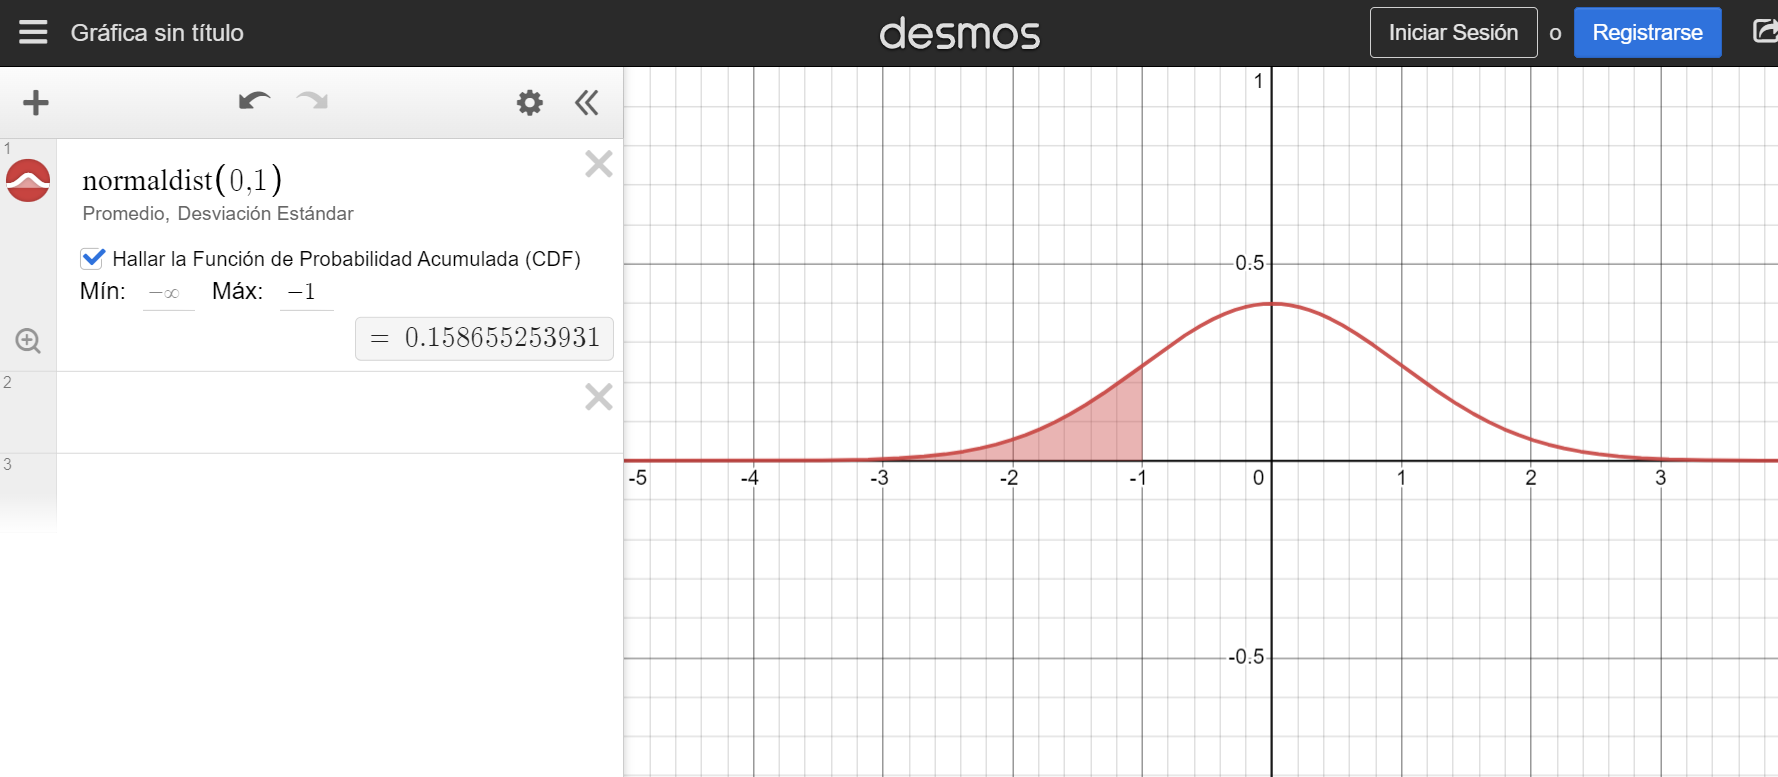 Gráfica sin título
desmos
Iniciar Sesión o Registrarse
1
normaldist(0,1)
Promedio, Desviación Estándar
Hallar la Función de Probabilidad Acumulada (CDF)
Mín: −∞ Máx: −1
= 0.158655253931
2
3
1
0.5
-5 -4 -3 -2 -1 0 1 2 3
-0.5